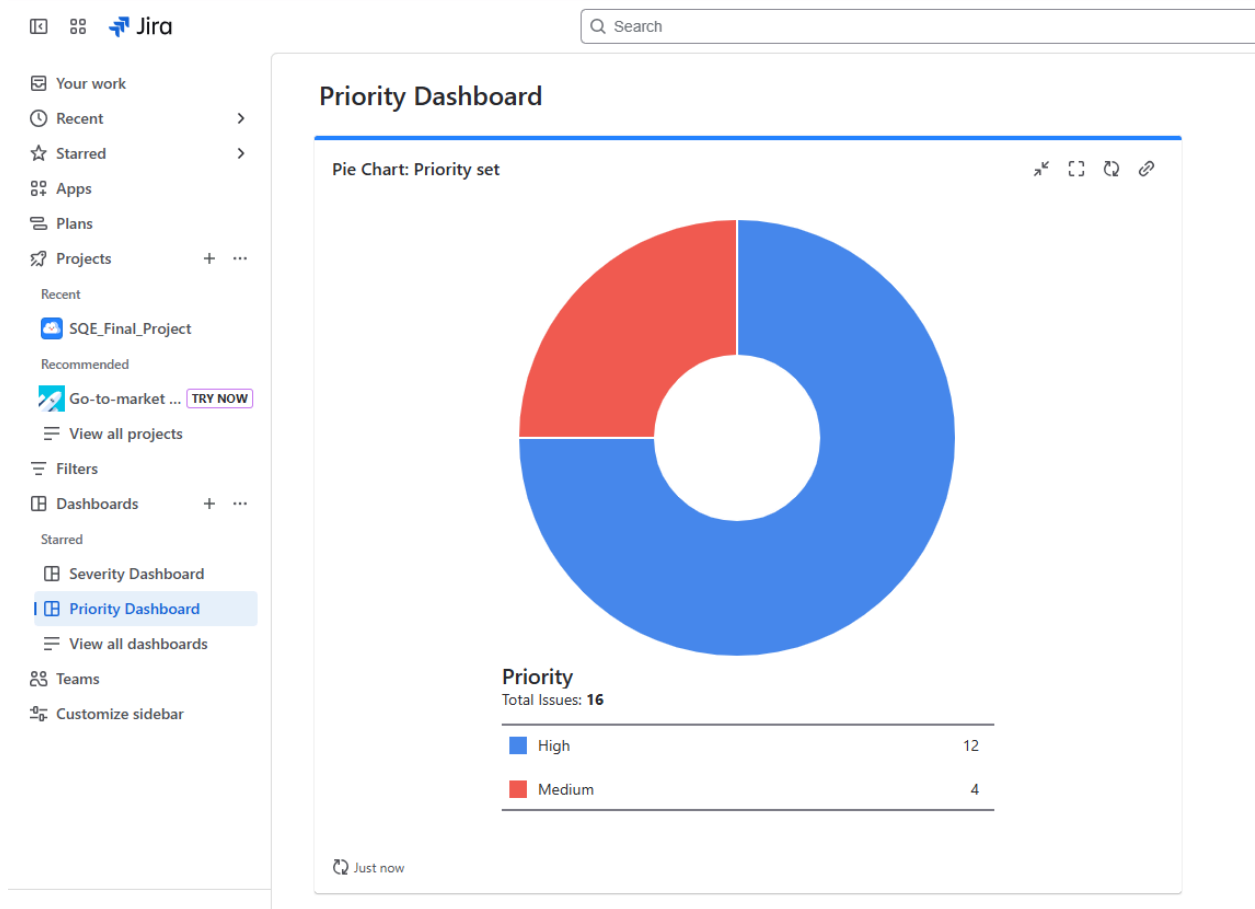 Jira
Search
Your work
Recent
Starred
Apps
Plans
Projects
Recent
SQE_Final_Project
Recommended
Go-to-market ... TRY NOW
View all projects
Filters
Dashboards
Starred
Severity Dashboard
Priority Dashboard
View all dashboards
Teams
Customize sidebar
Priority Dashboard
Pie Chart: Priority set
Priority
Total Issues: 16
High 12
Medium 4
Just now